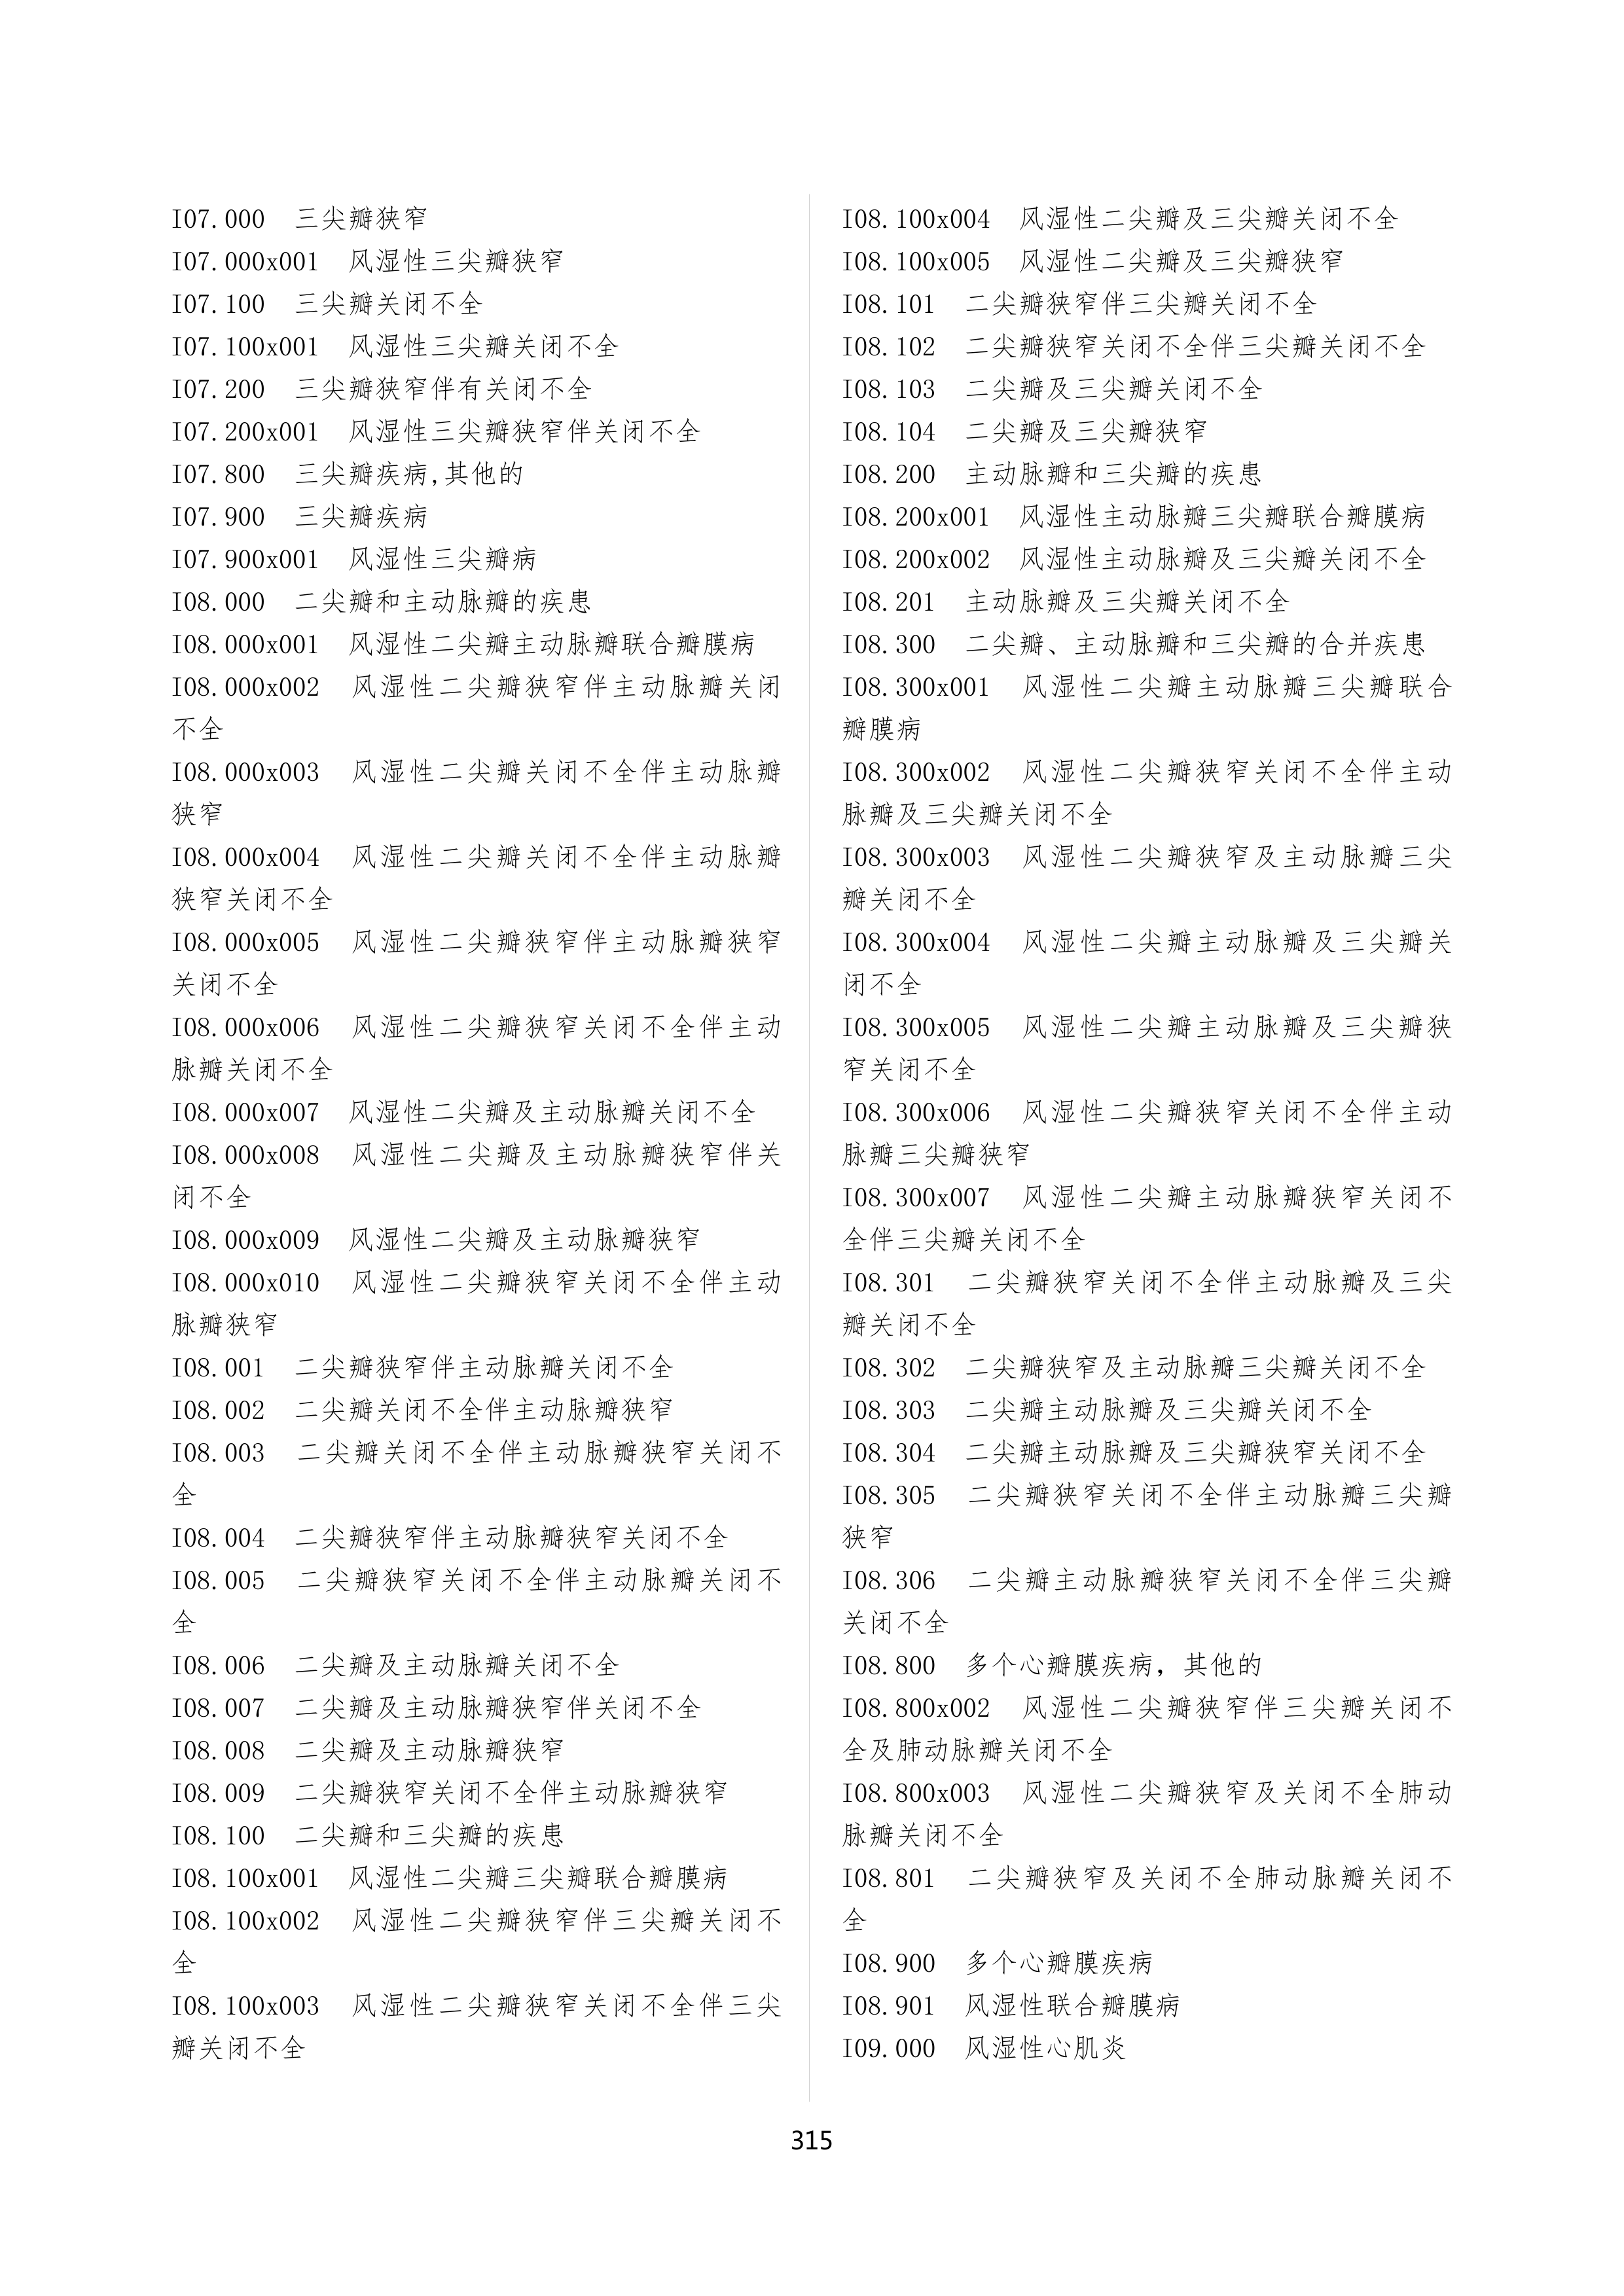 I07.000 三尖瓣狭窄
I07.000x001 风湿性三尖瓣狭窄
I07.100 三尖瓣关闭不全
I07.100x001 风湿性三尖瓣关闭不全
I07.200 三尖瓣狭窄伴有关闭不全
I07.200x001 风湿性三尖瓣狭窄伴关闭不全
I07.800 三尖瓣疾病,其他的
I07.900 三尖瓣疾病
I07.900x001 风湿性三尖瓣病
I08.000 二尖瓣和主动脉瓣的疾患
I08.000x001 风湿性二尖瓣主动脉瓣联合瓣膜病
I08.000x002 风湿性二尖瓣狭窄伴主动脉瓣关闭
不全
I08.000x003 风湿性二尖瓣关闭不全伴主动脉瓣
狭窄
I08.000x004 风湿性二尖瓣关闭不全伴主动脉瓣
狭窄关闭不全
I08.000x005 风湿性二尖瓣狭窄伴主动脉瓣狭窄
关闭不全
I08.000x006 风湿性二尖瓣狭窄关闭不全伴主动
脉瓣关闭不全
I08.000x007 风湿性二尖瓣及主动脉瓣关闭不全
I08.000x008 风湿性二尖瓣及主动脉瓣狭窄伴关
闭不全
I08.000x009 风湿性二尖瓣及主动脉瓣狭窄
I08.000x010 风湿性二尖瓣狭窄关闭不全伴主动
脉瓣狭窄
I08.001 二尖瓣狭窄伴主动脉瓣关闭不全
I08.002 二尖瓣关闭不全伴主动脉瓣狭窄
I08.003 二尖瓣关闭不全伴主动脉瓣狭窄关闭不
全
I08.004 二尖瓣狭窄伴主动脉瓣狭窄关闭不全
I08.005 二尖瓣狭窄关闭不全伴主动脉瓣关闭不
全
I08.006 二尖瓣及主动脉瓣关闭不全
I08.007 二尖瓣及主动脉瓣狭窄伴关闭不全
I08.008 二尖瓣及主动脉瓣狭窄
I08.009 二尖瓣狭窄关闭不全伴主动脉瓣狭窄
I08.100 二尖瓣和三尖瓣的疾患
I08.100x001 风湿性二尖瓣三尖瓣联合瓣膜病
I08.100x002 风湿性二尖瓣狭窄伴三尖瓣关闭不
全
I08.100x003 风湿性二尖瓣狭窄关闭不全伴三尖
瓣关闭不全
I08.100x004 风湿性二尖瓣及三尖瓣关闭不全
I08.100x005 风湿性二尖瓣及三尖瓣狭窄
I08.101 二尖瓣狭窄伴三尖瓣关闭不全
I08.102 二尖瓣狭窄关闭不全伴三尖瓣关闭不全
I08.103 二尖瓣及三尖瓣关闭不全
I08.104 二尖瓣及三尖瓣狭窄
I08.200 主动脉瓣和三尖瓣的疾患
I08.200x001 风湿性主动脉瓣三尖瓣联合瓣膜病
I08.200x002 风湿性主动脉瓣及三尖瓣关闭不全
I08.201 主动脉瓣及三尖瓣关闭不全
I08.300 二尖瓣、主动脉瓣和三尖瓣的合并疾患
I08.300x001 风湿性二尖瓣主动脉瓣三尖瓣联合
瓣膜病
I08.300x002 风湿性二尖瓣狭窄关闭不全伴主动
脉瓣及三尖瓣关闭不全
I08.300x003 风湿性二尖瓣狭窄及主动脉瓣三尖
瓣关闭不全
I08.300x004 风湿性二尖瓣主动脉瓣及三尖瓣关
闭不全
I08.300x005 风湿性二尖瓣主动脉瓣及三尖瓣狭
窄关闭不全
I08.300x006 风湿性二尖瓣狭窄关闭不全伴主动
脉瓣三尖瓣狭窄
I08.300x007 风湿性二尖瓣主动脉瓣狭窄关闭不
全伴三尖瓣关闭不全
I08.301 二尖瓣狭窄关闭不全伴主动脉瓣及三尖
瓣关闭不全
I08.302 二尖瓣狭窄及主动脉瓣三尖瓣关闭不全
I08.303 二尖瓣主动脉瓣及三尖瓣关闭不全
I08.304 二尖瓣主动脉瓣及三尖瓣狭窄关闭不全
I08.305 二尖瓣狭窄关闭不全伴主动脉瓣三尖瓣
狭窄
I08.306 二尖瓣主动脉瓣狭窄关闭不全伴三尖瓣
关闭不全
I08.800 多个心瓣膜疾病，其他的
I08.800x002 风湿性二尖瓣狭窄伴三尖瓣关闭不
全及肺动脉瓣关闭不全
I08.800x003 风湿性二尖瓣狭窄及关闭不全肺动
脉瓣关闭不全
I08.801 二尖瓣狭窄及关闭不全肺动脉瓣关闭不
全
I08.900 多个心瓣膜疾病
I08.901 风湿性联合瓣膜病
I09.000 风湿性心肌炎
315